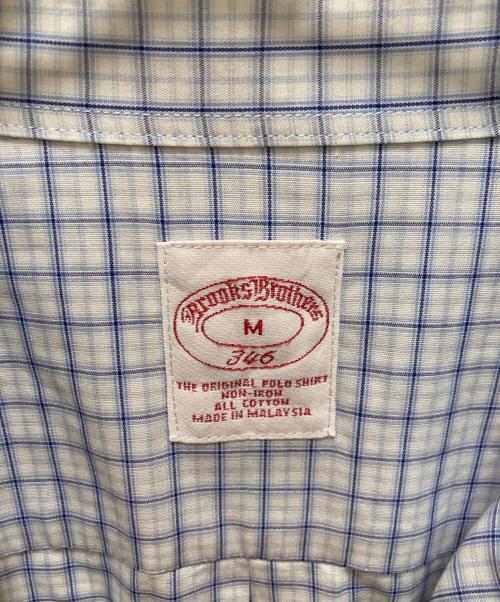 Brooks Brothers
M
346
THE ORIGINAL POLO SHIRT
NON-IRON
ALL COTTON
MADE IN MALAYSIA